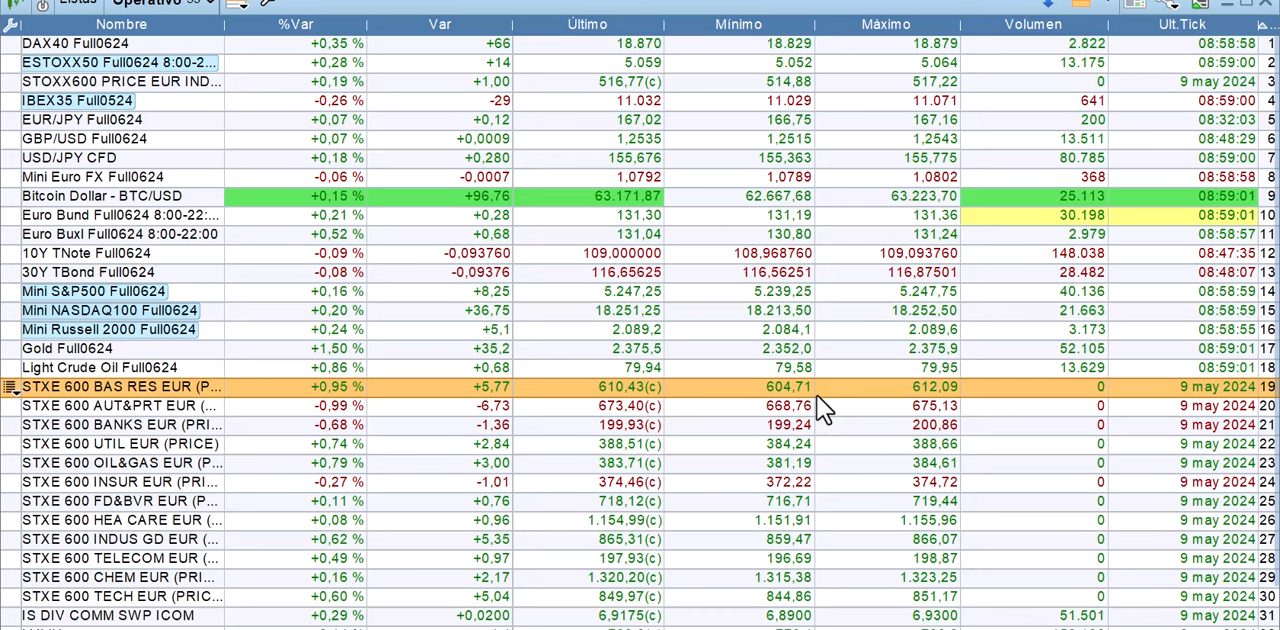 Listas Operativo
Nombre %Var Var Último Mínimo Máximo Volumen Ult.Tick
DAX40 Full0624 +0,35 % +66 18.870 18.829 18.879 2.822 08:58:58 1
ESTOXX50 Full0624 8:00-2... +0,28 % +14 5.059 5.052 5.064 13.175 08:59:00 2
STOXX600 PRICE EUR IND... +0,19 % +1,00 516,77(c) 514,88 517,22 0 9 may 2024 3
IBEX35 Full0524 -0,26 % -29 11.032 11.029 11.071 641 08:59:00 4
EUR/JPY Full0624 +0,07 % +0,12 167,02 166,75 167,16 200 08:32:03 5
GBP/USD Full0624 +0,07 % +0,0009 1,2535 1,2515 1,2543 13.511 08:48:29 6
USD/JPY CFD +0,18 % +0,280 155,676 155,363 155,775 80.785 08:59:00 7
Mini Euro FX Full0624 -0,06 % -0,0007 1,0792 1,0789 1,0802 368 08:58:58 8
Bitcoin Dollar - BTC/USD +0,15 % +96,76 63.171,87 62.667,68 63.223,70 25.113 08:59:01 9
Euro Bund Full0624 8:00-22:... +0,21 % +0,28 131,30 131,19 131,36 30.198 08:59:01 10
Euro Buxl Full0624 8:00-22:00 +0,52 % +0,68 131,04 130,80 131,24 2.979 08:58:57 11
10Y TNote Full0624 -0,09 % -0,093760 109,000000 108,968760 109,093760 148.038 08:47:35 12
30Y TBond Full0624 -0,08 % -0,09376 116,65625 116,56251 116,87501 28.482 08:48:07 13
Mini S&P500 Full0624 +0,16 % +8,25 5.247,25 5.239,25 5.247,75 40.136 08:58:59 14
Mini NASDAQ100 Full0624 +0,20 % +36,75 18.251,25 18.213,50 18.252,50 21.663 08:58:59 15
Mini Russell 2000 Full0624 +0,24 % +5,1 2.089,2 2.084,1 2.089,6 3.173 08:58:55 16
Gold Full0624 +1,50 % +35,2 2.375,5 2.352,0 2.375,9 52.105 08:59:01 17
Light Crude Oil Full0624 +0,86 % +0,68 79,94 79,58 79,95 13.629 08:59:01 18
STXE 600 BAS RES EUR (P... +0,95 % +5,77 610,43(c) 604,71 612,09 0 9 may 2024 19
STXE 600 AUT&PRT EUR (... -0,99 % -6,73 673,40(c) 668,76 675,13 0 9 may 2024 20
STXE 600 BANKS EUR (PRI... -0,68 % -1,36 199,93(c) 199,24 200,86 0 9 may 2024 21
STXE 600 UTIL EUR (PRICE) +0,74 % +2,84 388,51(c) 384,24 388,66 0 9 may 2024 22
STXE 600 OIL&GAS EUR (P... +0,79 % +3,00 383,71(c) 381,19 384,61 0 9 may 2024 23
STXE 600 INSUR EUR (PRI... -0,27 % -1,01 374,46(c) 372,22 374,72 0 9 may 2024 24
STXE 600 FD&BVR EUR (P... +0,11 % +0,76 718,12(c) 716,71 719,44 0 9 may 2024 25
STXE 600 HEA CARE EUR (... +0,08 % +0,96 1.154,99(c) 1.151,91 1.155,96 0 9 may 2024 26
STXE 600 INDUS GD EUR (... +0,62 % +5,35 865,31(c) 859,47 866,07 0 9 may 2024 27
STXE 600 TELECOM EUR (... +0,49 % +0,97 197,93(c) 196,69 198,87 0 9 may 2024 28
STXE 600 CHEM EUR (PRI... +0,16 % +2,17 1.320,20(c) 1.315,38 1.323,25 0 9 may 2024 29
STXE 600 TECH EUR (PRIC... +0,60 % +5,04 849,97(c) 844,86 851,17 0 9 may 2024 30
IS DIV COMM SWP ICOM +0,29 % +0,0200 6,9175(c) 6,8900 6,9300 51.501 9 may 2024 31